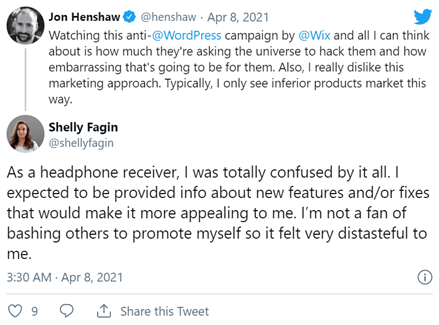 Jon Henshaw @henshaw · Apr 8, 2021
Watching this anti-@WordPress campaign by @Wix and all I can think
about is how much they're asking the universe to hack them and how
embarrassing that's going to be for them. Also, I really dislike this
marketing approach. Typically, I only see inferior products market this
way.
Shelly Fagin
@shellyfagin
As a headphone receiver, I was totally confused by it all. I
expected to be provided info about new features and/or fixes
that would make it more appealing to me. I'm not a fan of
bashing others to promote myself so it felt very distasteful to
me.
3:30 AM · Apr 8, 2021
9 Share this Tweet